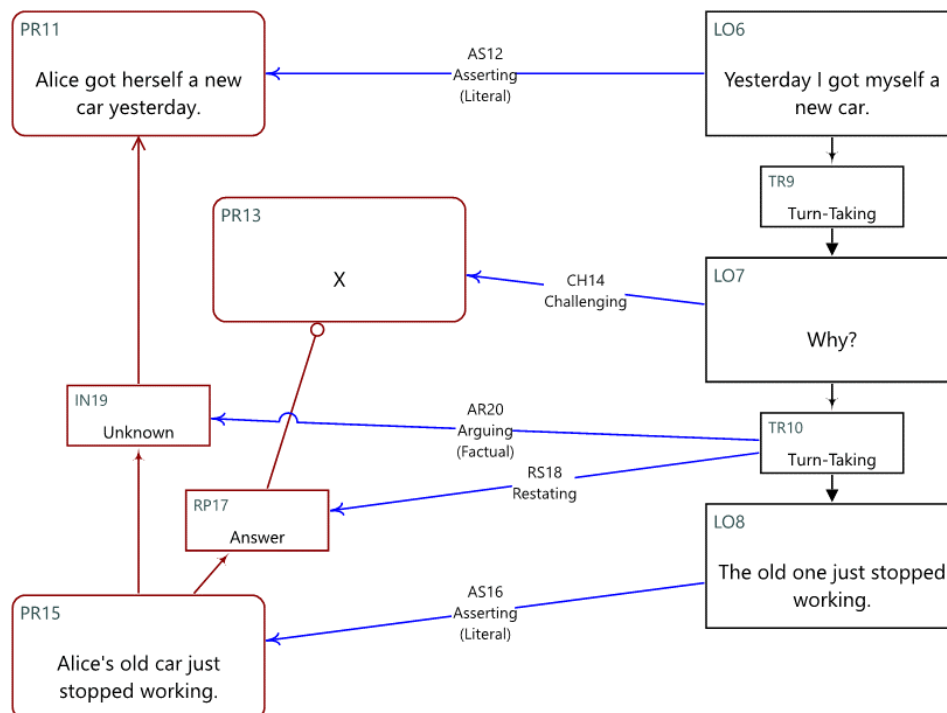 PR11
Alice got herself a new
car yesterday.
AS12
Asserting
(Literal)
LO6
Yesterday I got myself a
new car.
TR9
Turn-Taking
PR13
X
CH14
Challenging
LO7
Why?
IN19
Unknown
AR20
Arguing
(Factual)
TR10
Turn-Taking
RS18
Restating
RP17
Answer
LO8
The old one just stopped
working.
AS16
Asserting
(Literal)
PR15
Alice's old car just
stopped working.